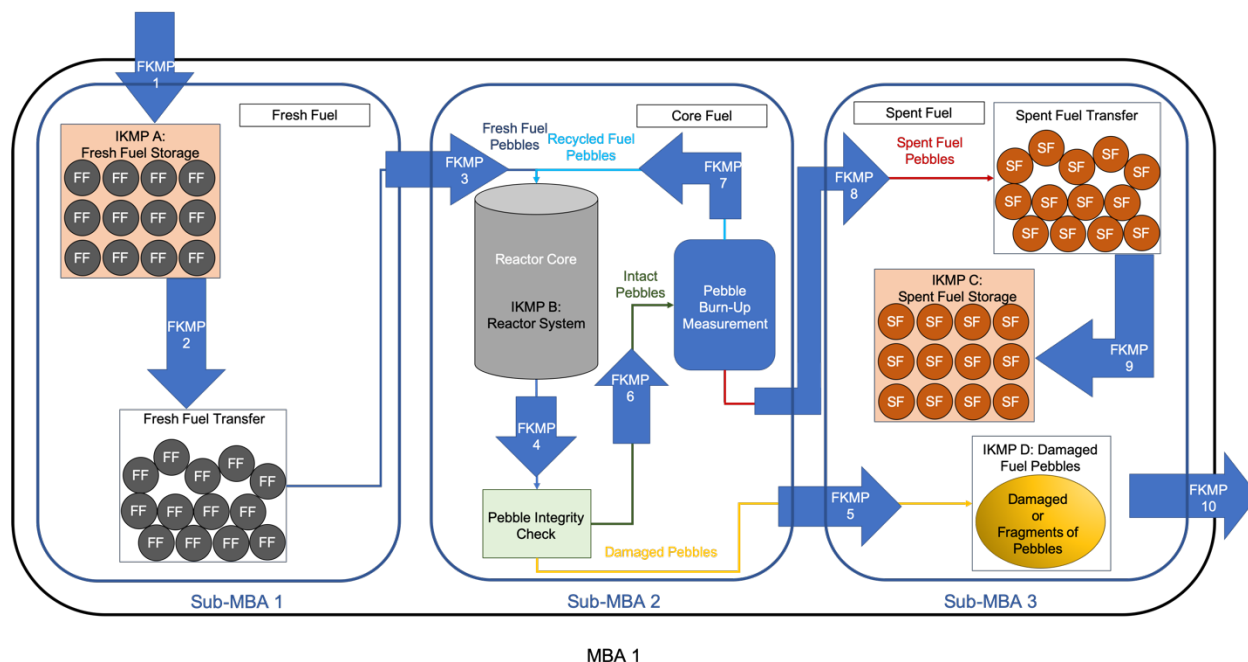 FKMP
1
Fresh Fuel
IKMP A:
Fresh Fuel Storage
FF FF FF FF
FF FF FF FF
FF FF FF FF
FKMP
2
Fresh Fuel Transfer
FF FF
FF FF FF
FF FF FF FF
FF FF FF FF
Sub-MBA 1
FKMP
3
Fresh Fuel
Pebbles
Recycled Fuel
Pebbles
Core Fuel
FKMP
7
Reactor Core
IKMP B:
Reactor System
Intact
Pebbles
Pebble
Burn-Up
Measurement
FKMP
4
FKMP
6
Pebble Integrity
Check
Damaged Pebbles
Sub-MBA 2
FKMP
8
Spent Fuel
Spent Fuel
Pebbles
Spent Fuel Transfer
SF SF
SF SF SF
SF SF SF SF
SF SF SF SF
IKMP C:
Spent Fuel Storage
SF SF SF SF
SF SF SF SF
SF SF SF SF
FKMP
9
FKMP
5
IKMP D: Damaged
Fuel Pebbles
Damaged
or
Fragments of
Pebbles
FKMP
10
Sub-MBA 3
MBA 1